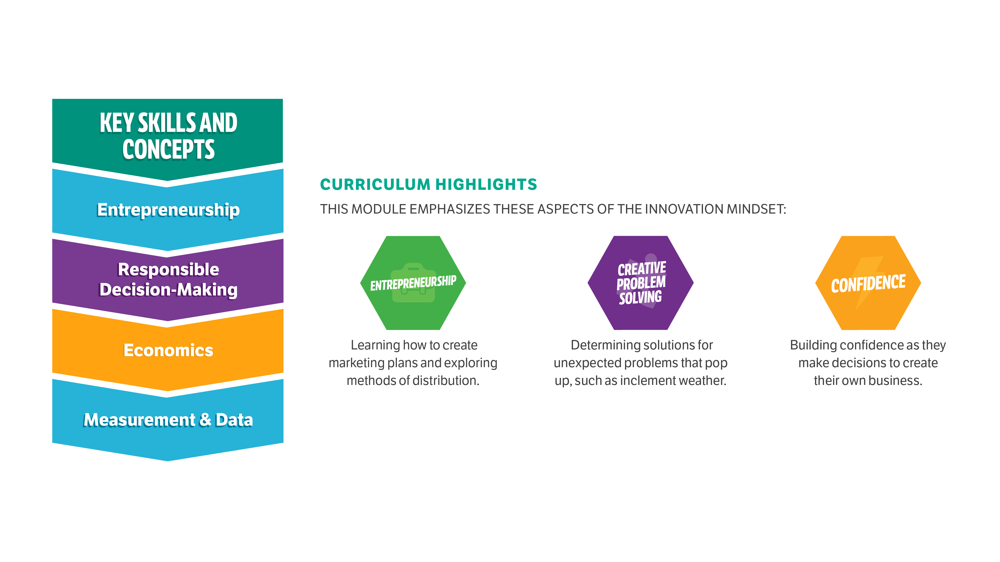 KEY SKILLS AND
CONCEPTS
Entrepreneurship
Responsible
Decision-Making
Economics
Measurement & Data
CURRICULUM HIGHLIGHTS
THIS MODULE EMPHASIZES THESE ASPECTS OF THE INNOVATION MINDSET:
ENTREPRENEURSHIP
Learning how to create
marketing plans and exploring
methods of distribution.
CREATIVE
PROBLEM
SOLVING
Determining solutions for
unexpected problems that pop
up, such as inclement weather.
CONFIDENCE
Building confidence as they
make decisions to create
their own business.